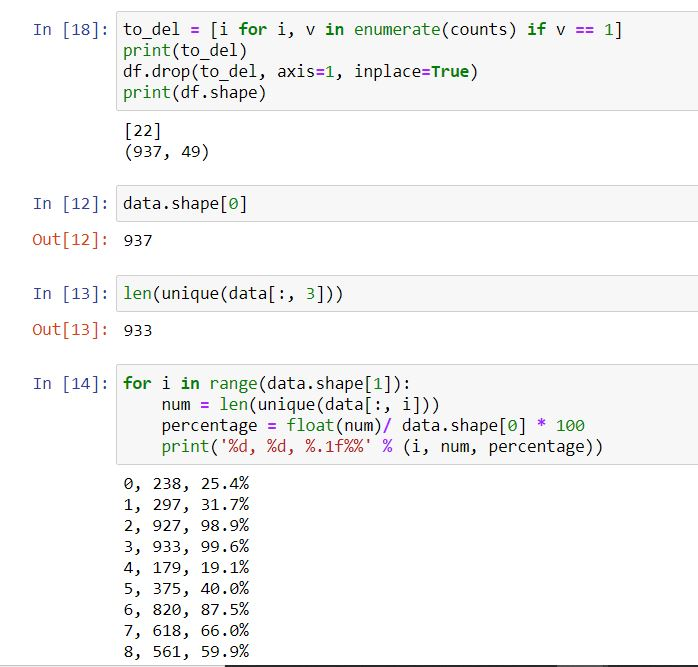 In [18]: to_del = [i for i, v in enumerate(counts) if v == 1]
print(to_del)
df.drop(to_del, axis=1, inplace=True)
print(df.shape)
[22]
(937, 49)
In [12]: data.shape[0]
Out[12]: 937
In [13]: len(unique(data[:, 3]))
Out[13]: 933
In [14]: for i in range(data.shape[1]):
    num = len(unique(data[:, i]))
    percentage = float(num)/ data.shape[0] * 100
    print('%d, %d, %.1f%%' % (i, num, percentage))
0, 238, 25.4%
1, 297, 31.7%
2, 927, 98.9%
3, 933, 99.6%
4, 179, 19.1%
5, 375, 40.0%
6, 820, 87.5%
7, 618, 66.0%
8, 561, 59.9%